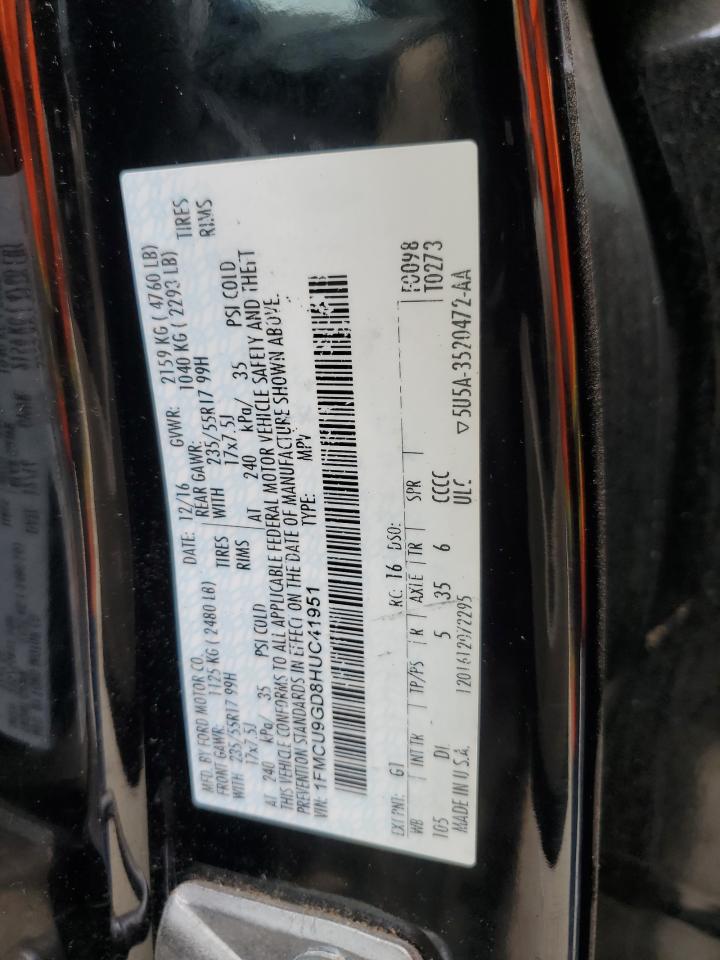 MFD. BY FORD MOTOR CO.
DATE: 12/16 GVWR: 2159 KG ( 4760 LB)
FRONT GAWR: 1125 KG ( 2480 LB) REAR GAWR: 1040 KG ( 2293 LB)
WITH 235/55R17 99H TIRES WITH 235/55R17 99H TIRES
17x7.5J RIMS 17x7.5J RIMS
AT 240 kPa/ 35 PSI COLD AT 240 kPa/ 35 PSI COLD
THIS VEHICLE CONFORMS TO ALL APPLICABLE FEDERAL MOTOR VEHICLE SAFETY AND THEFT
PREVENTION STANDARDS IN EFFECT ON THE DATE OF MANUFACTURE SHOWN ABOVE.
VIN: 1FMCU9GD8HUC41951 TYPE: MPV
EXT PNT: G1 RC: 16 DSO: F0098
WB INT TR TP/PS R AXLE TR SPR T0273
105 DI 5 35 6 CCCC
MADE IN U.S.A. ULC
▽5U5A-3520472-AA